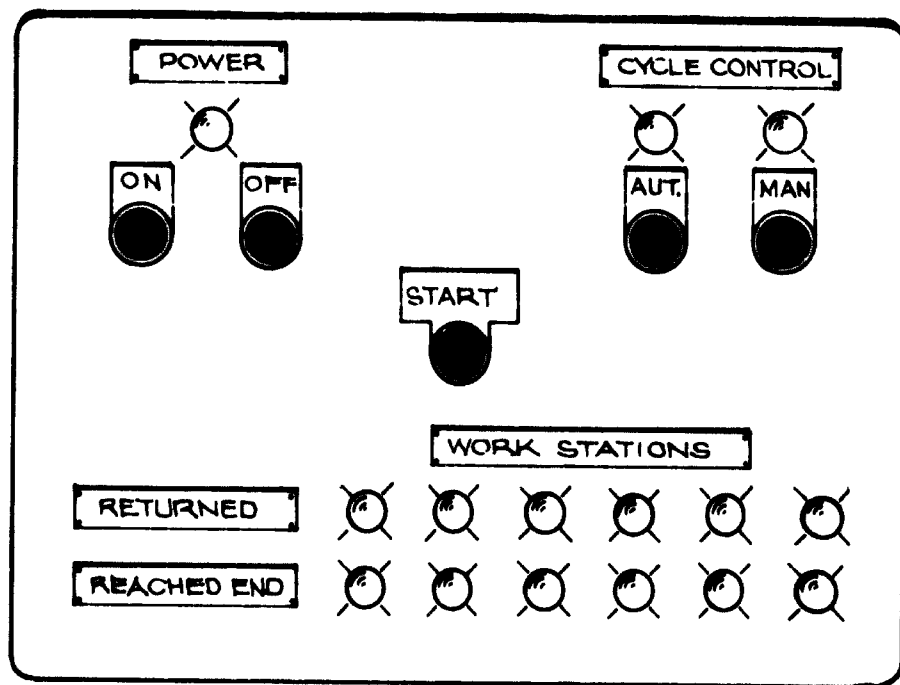 POWER
CYCLE CONTROL
ON
OFF
AUT.
MAN
START
WORK STATIONS
RETURNED
REACHED END